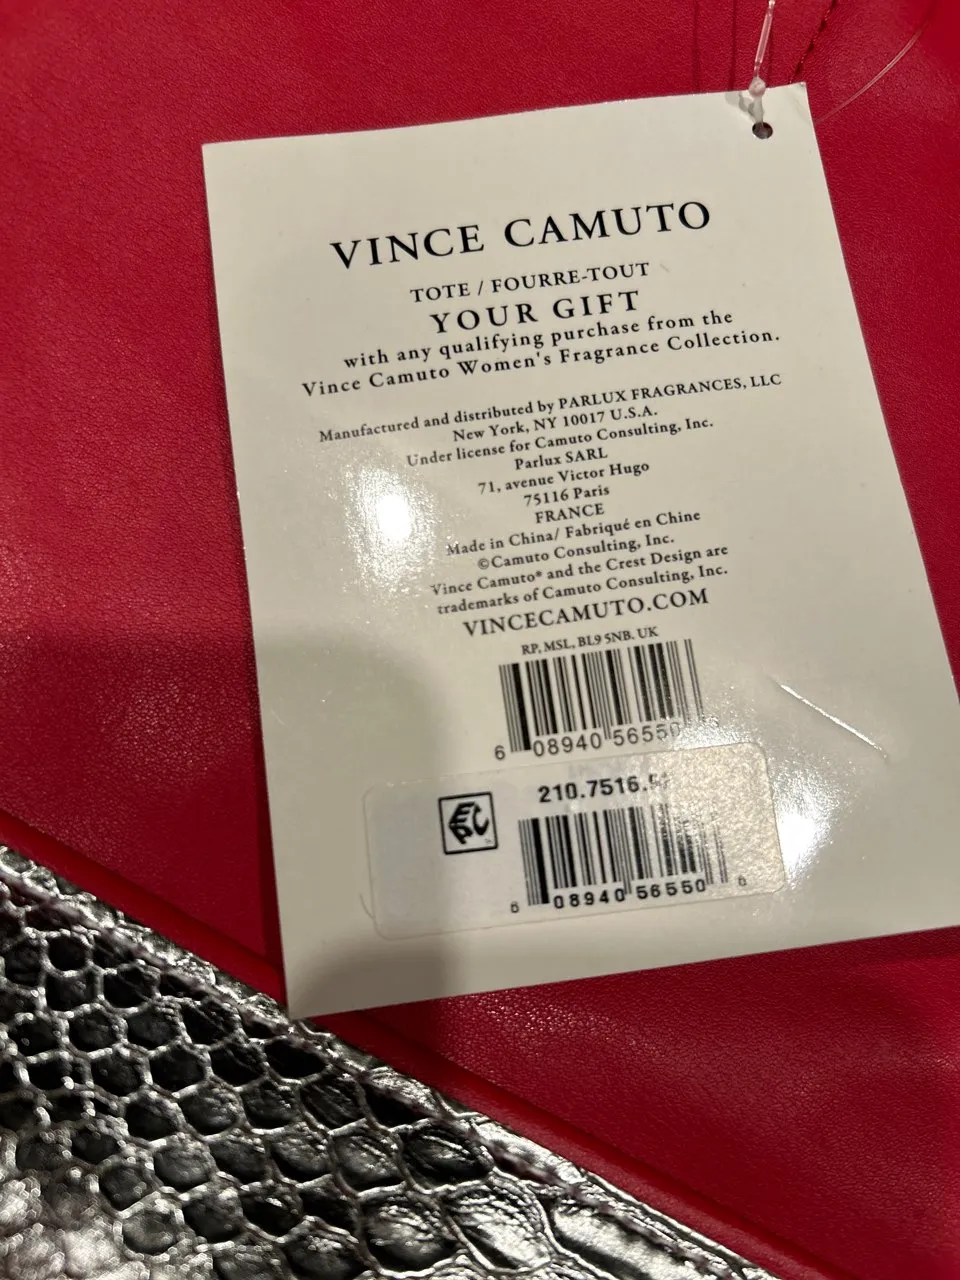 VINCE CAMUTO
TOTE / FOURRE-TOUT
YOUR GIFT
with any qualifying purchase from the
Vince Camuto Women's Fragrance Collection.
Manufactured and distributed by PARLUX FRAGRANCES, LLC
New York, NY 10017 U.S.A.
Under license for Camuto Consulting, Inc.
Parlux SARL
71, avenue Victor Hugo
75116 Paris
FRANCE
Made in China/ Fabriqué en Chine
©Camuto Consulting, Inc.
Vince Camuto® and the Crest Design are
trademarks of Camuto Consulting, Inc.
VINCECAMUTO.COM
RP, MSL, BL9 5NB. UK
6 08940 56550
210.7516.
6 08940 56550 6